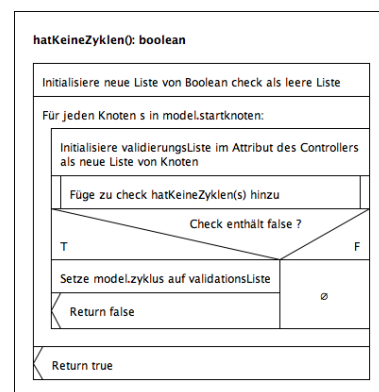 hatKeineZyklen(): boolean
Initialisiere neue Liste von Boolean check als leere Liste
Für jeden Knoten s in model.startknoten:
Initialisiere validierungsListe im Attribut des Controllers
als neue Liste von Knoten
Füge zu check hatKeineZyklen(s) hinzu
Check enthält false ?
T
F
Setze model.zyklus auf validationsListe
ø
Return false
Return true